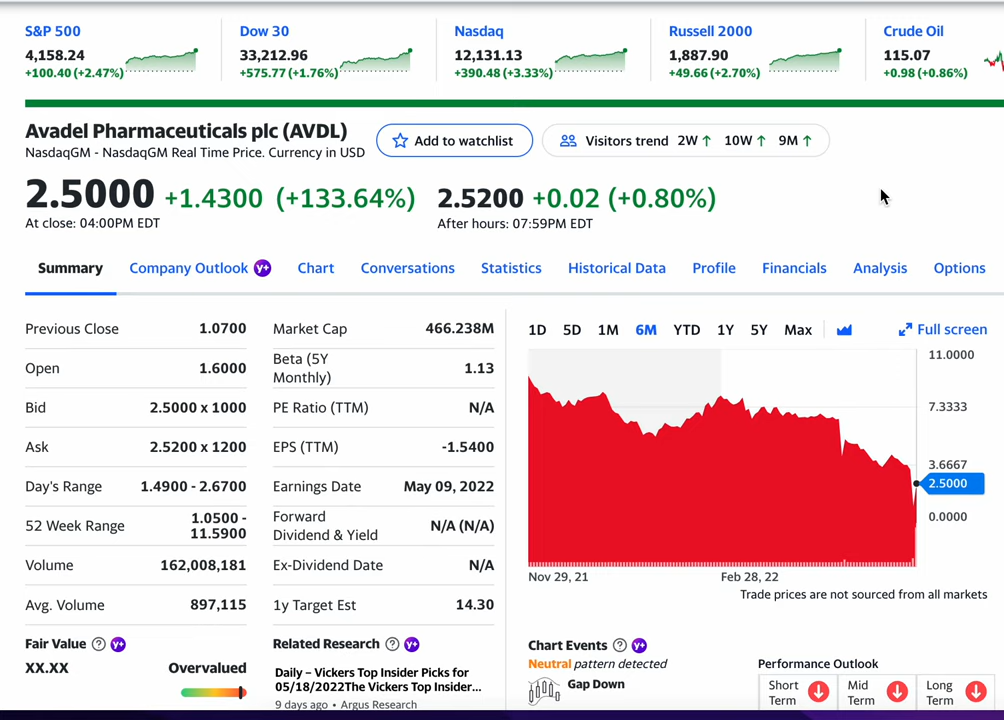 S&P 500
4,158.24
+100.40 (+2.47%)
Dow 30
33,212.96
+575.77 (+1.76%)
Nasdaq
12,131.13
+390.48 (+3.33%)
Russell 2000
1,887.90
+49.66 (+2.70%)
Crude Oil
115.07
+0.98 (+0.86%)
Avadel Pharmaceuticals plc (AVDL)
NasdaqGM - NasdaqGM Real Time Price. Currency in USD
Add to watchlist
Visitors trend 2W ↑ 10W ↑ 9M ↑
2.5000 +1.4300 (+133.64%)
At close: 04:00PM EDT
2.5200 +0.02 (+0.80%)
After hours: 07:59PM EDT
Summary
Company Outlook y+
Chart
Conversations
Statistics
Historical Data
Profile
Financials
Analysis
Options
Previous Close 1.0700
Open 1.6000
Bid 2.5000 x 1000
Ask 2.5200 x 1200
Day's Range 1.4900 - 2.6700
52 Week Range 1.0500 -
11.5900
Volume 162,008,181
Avg. Volume 897,115
Market Cap 466.238M
Beta (5Y
Monthly) 1.13
PE Ratio (TTM) N/A
EPS (TTM) -1.5400
Earnings Date May 09, 2022
Forward
Dividend & Yield N/A (N/A)
Ex-Dividend Date N/A
1y Target Est 14.30
1D 5D 1M 6M YTD 1Y 5Y Max
Full screen
11.0000
7.3333
3.6667
2.5000
0.0000
Nov 29, 21
Feb 28, 22
Trade prices are not sourced from all markets
Fair Value ? y+
XX.XX Overvalued
Related Research ? y+
Daily – Vickers Top Insider Picks for
05/18/2022The Vickers Top Insider...
9 days ago • Argus Research
Chart Events ? y+
Neutral pattern detected
Gap Down
Performance Outlook
Short
Term
Mid
Term
Long
Term